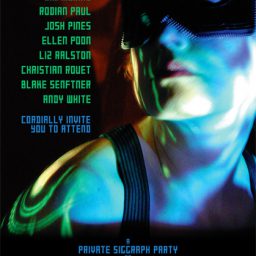 RODIAN PAUL
JOSH PINES
ELLEN POON
LIZ RALSTON
CHRISTIAN ROUET
BLAKE SENFTNER
ANDY WHITE
CORDIALLY INVITE
YOU TO ATTEND
A
PRIVATE SIGGRAPH PARTY